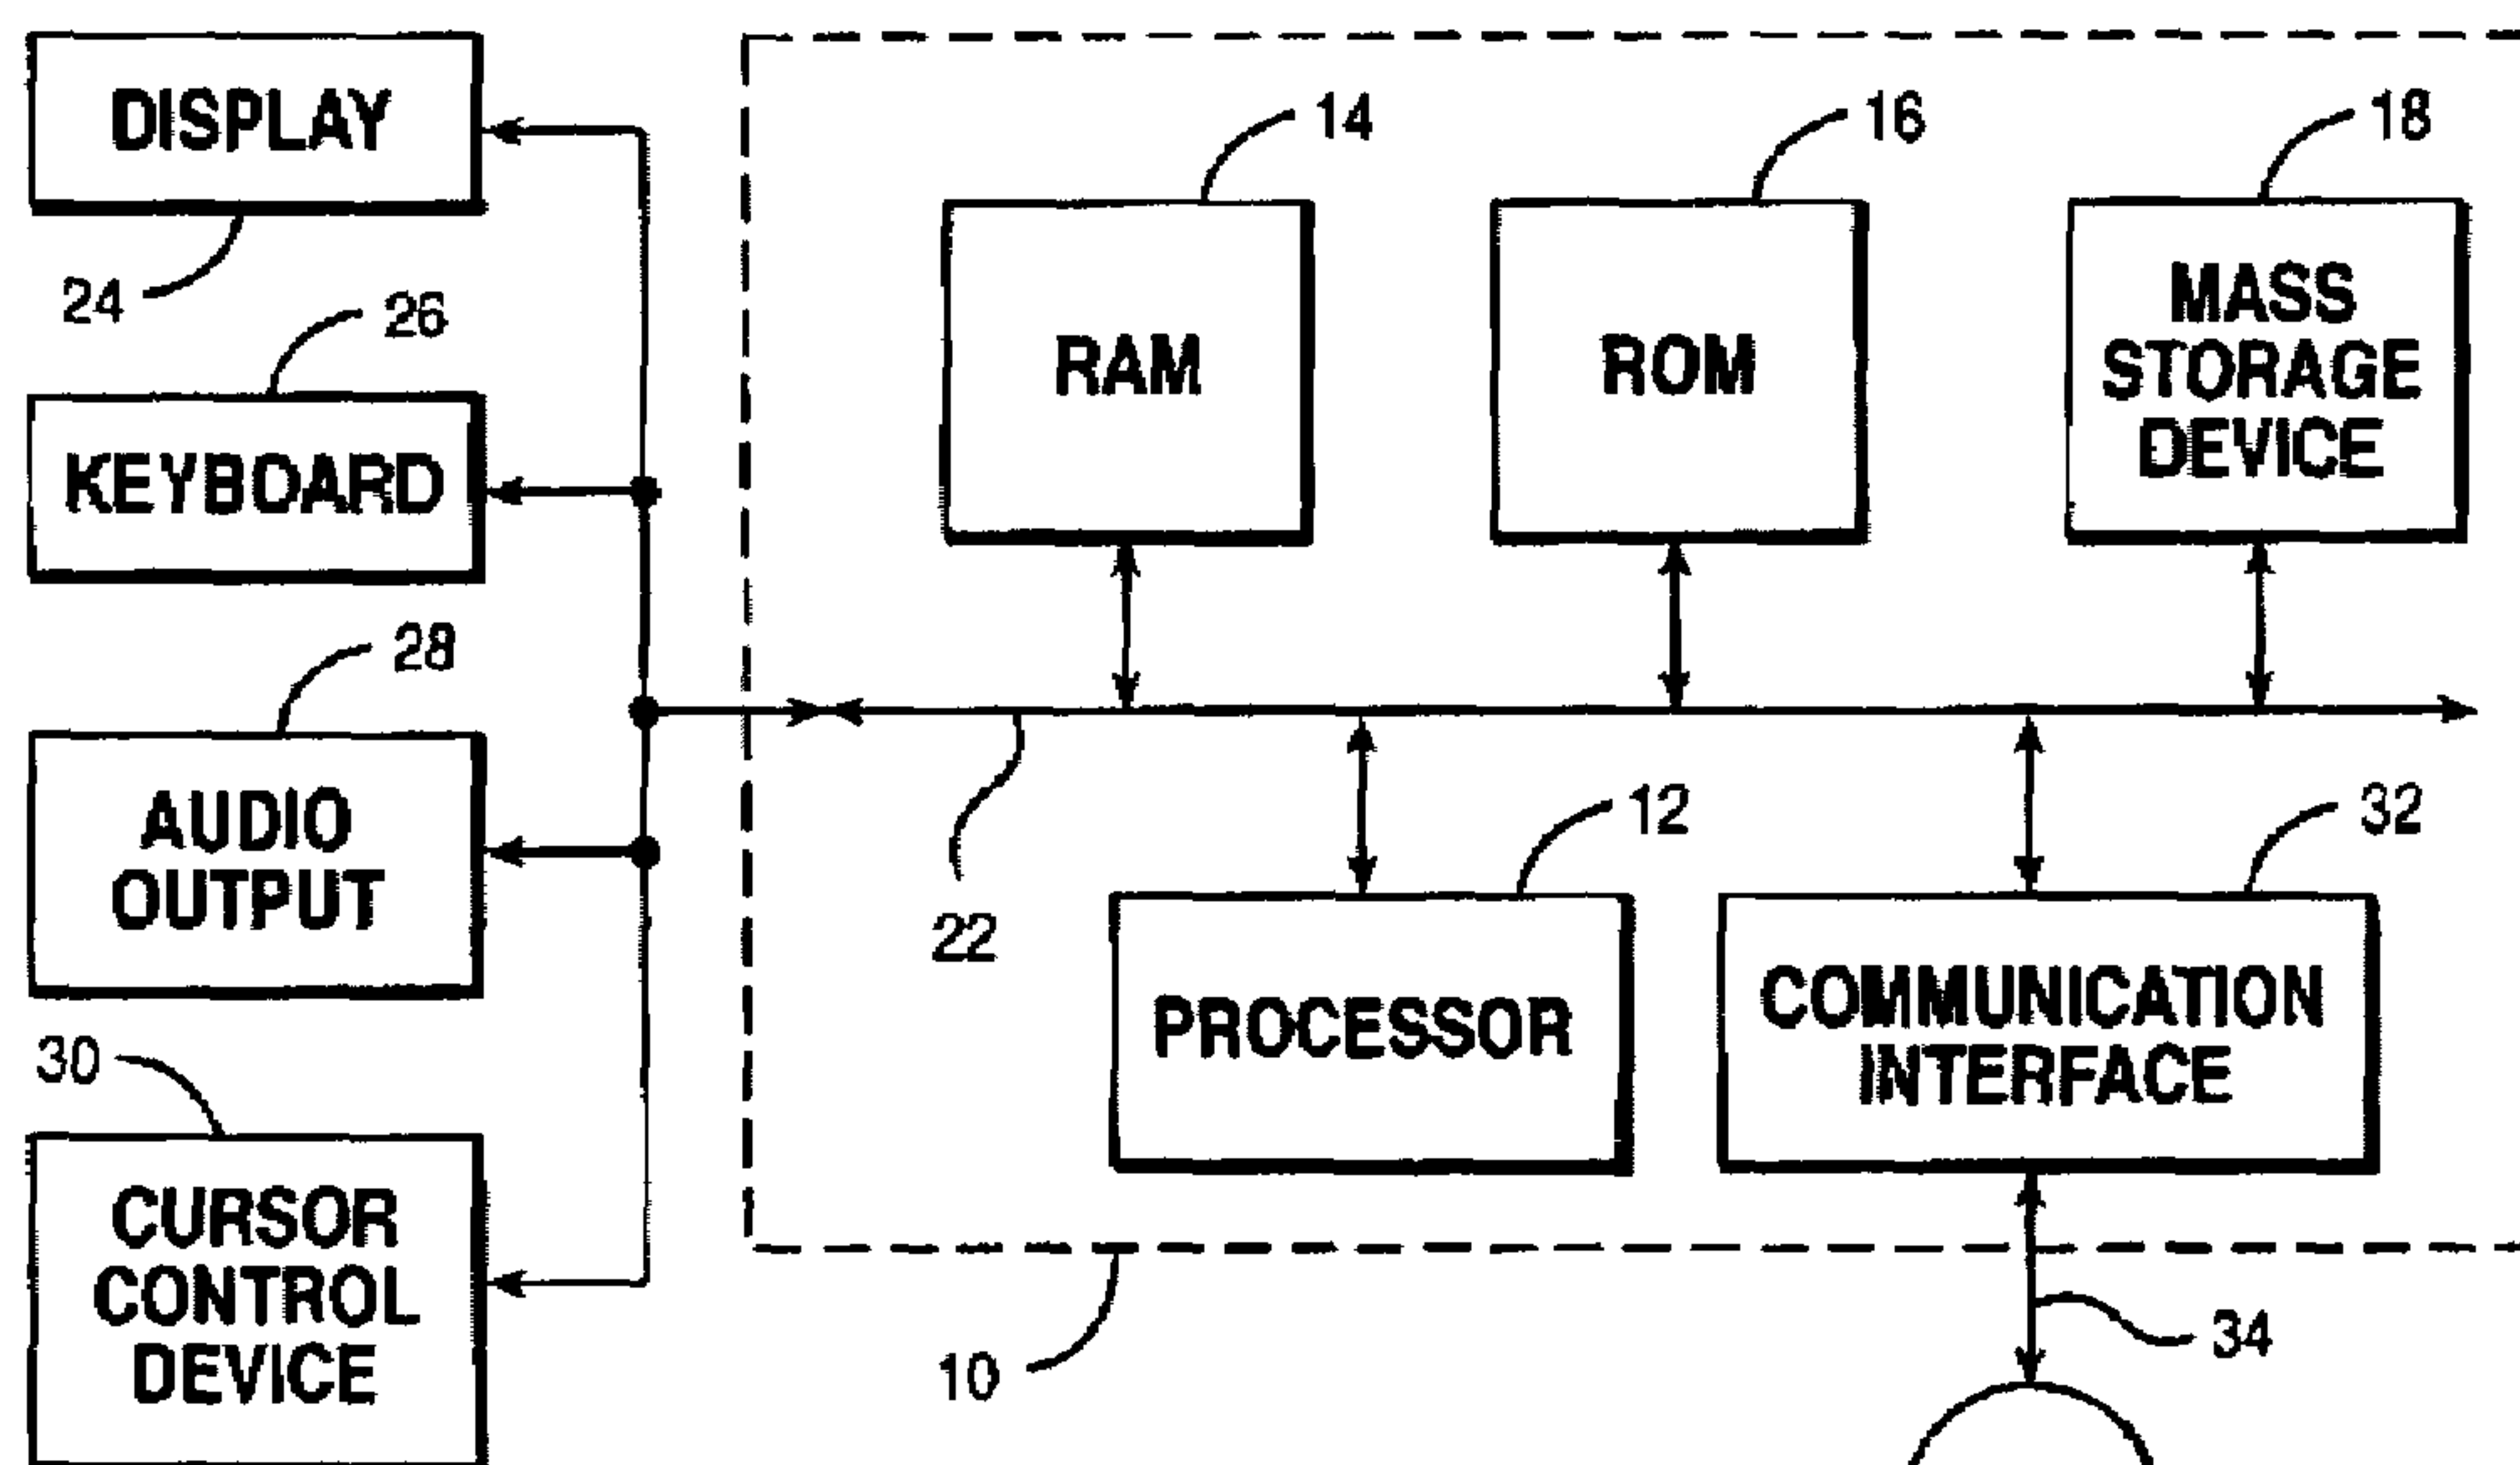 DISPLAY
24
26
KEYBOARD
28
AUDIO
OUTPUT
30
CURSOR
CONTROL
DEVICE
14
RAM
16
ROM
18
MASS
STORAGE
DEVICE
22
12
PROCESSOR
32
COMMUNICATION
INTERFACE
10
34